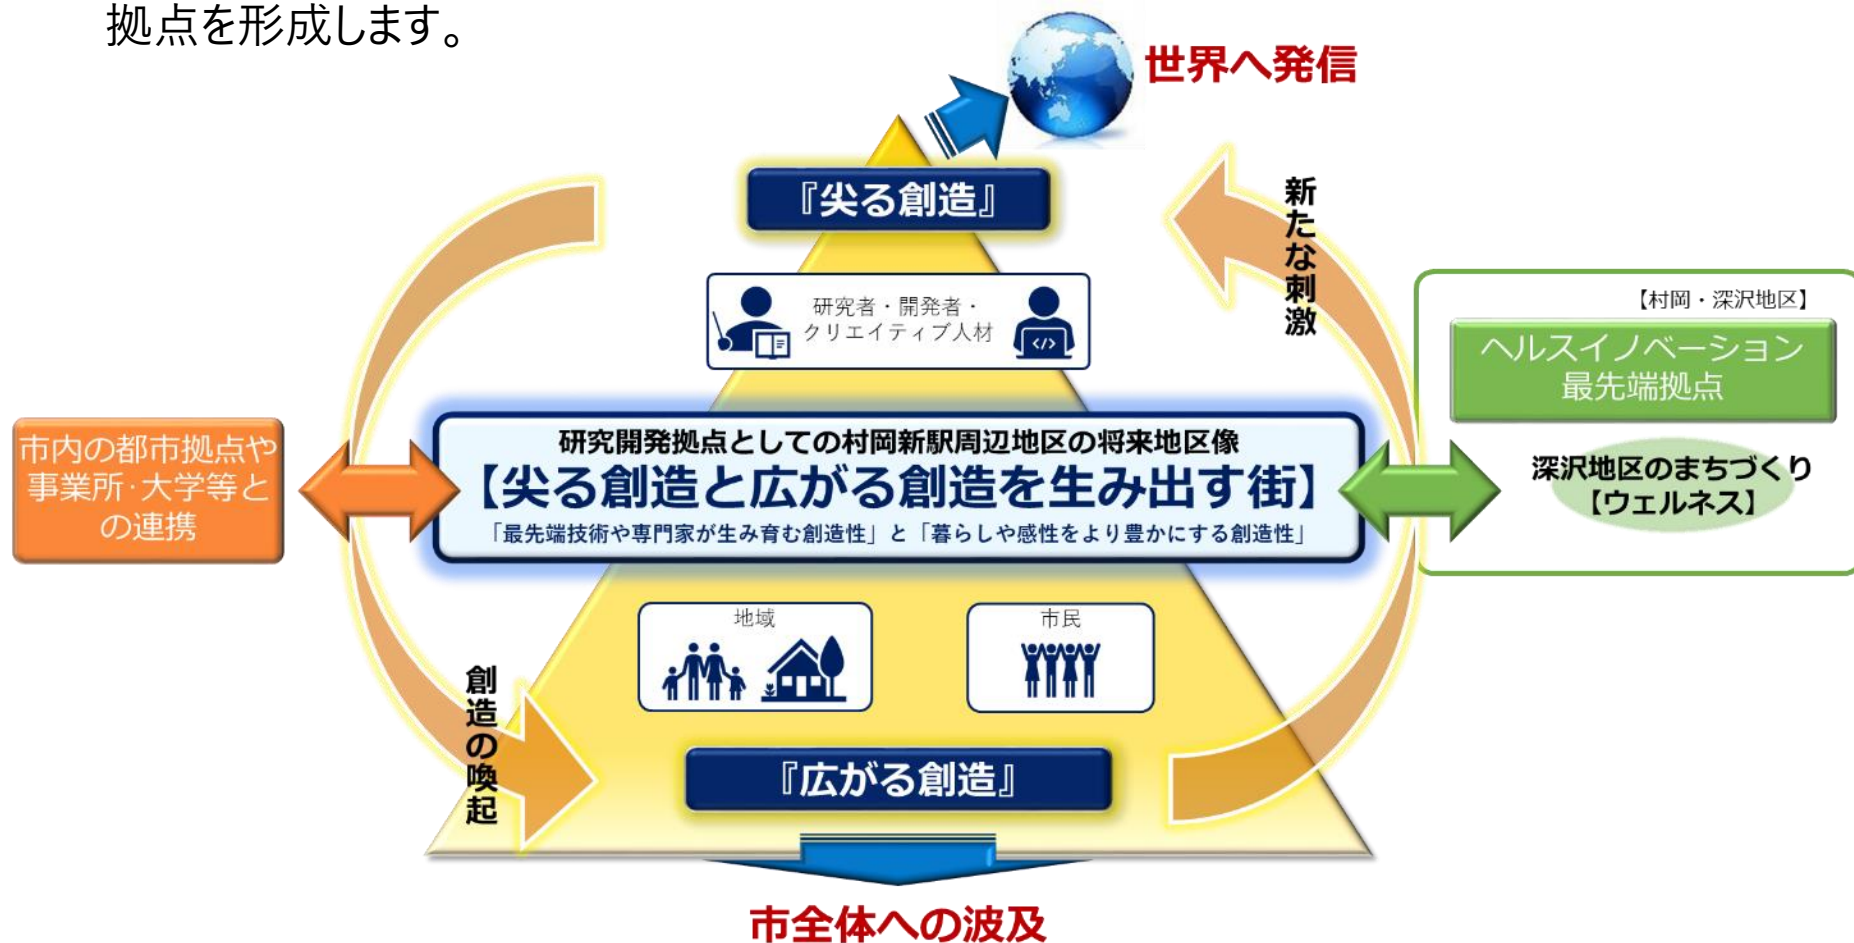 拠点を形成します。
世界へ発信
『尖る創造』
新たな刺激
研究者・開発者・
クリエイティブ人材
</>
【村岡・深沢地区】
ヘルスイノベーション
最先端拠点
市内の都市拠点や
事業所・大学等と
の連携
研究開発拠点としての村岡新駅周辺地区の将来地区像
【尖る創造と広がる創造を生み出す街】
「最先端技術や専門家が生み育む創造性」と「暮らしや感性をより豊かにする創造性」
深沢地区のまちづくり
【ウェルネス】
地域
市民
創造の喚起
『広がる創造』
市全体への波及